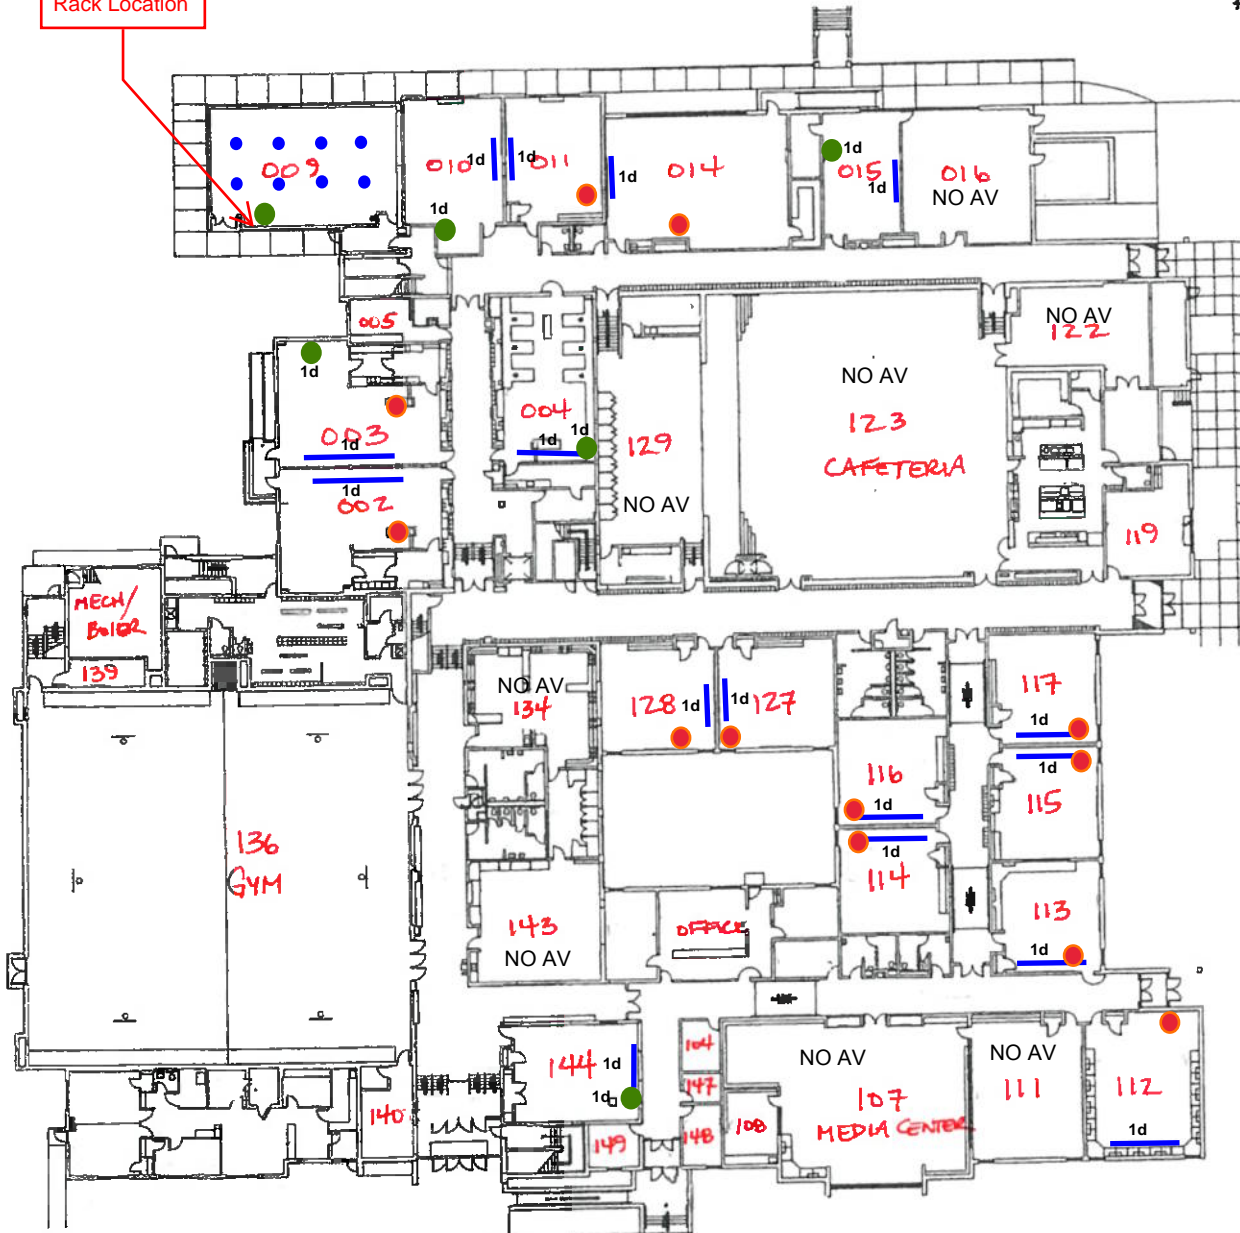 Rack Location
009
010
1d
1d
011
1d
014
1d
015
1d
016
NO AV
1d
005
1d
003
1d
1d
002
004
1d
1d
129
NO AV
NO AV
123
CAFETERIA
NO AV
122
119
MECH/
BOILER
139
NO AV
134
128
1d
1d
127
117
1d
1d
115
116
1d
1d
114
113
1d
136
GYM
143
NO AV
OFFICE
144
1d
1d
104
147
148
149
108
140
NO AV
107
MEDIA CENTER
NO AV
111
112
1d